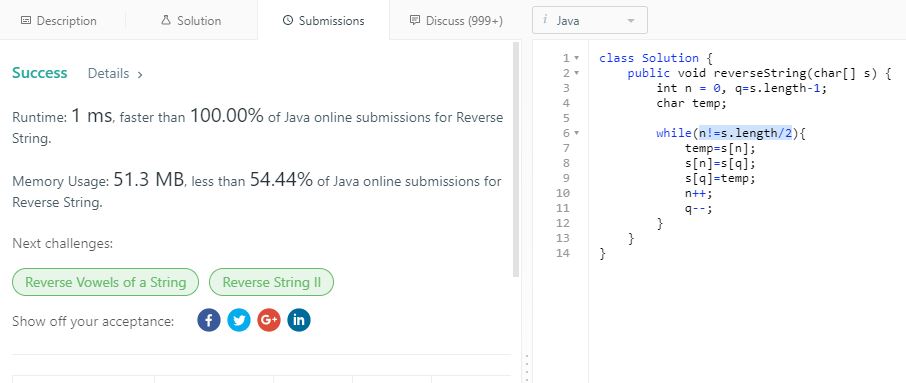 Description
Solution
Submissions
Discuss (999+)
i Java
Success Details >
Runtime: 1 ms, faster than 100.00% of Java online submissions for Reverse
String.
Memory Usage: 51.3 MB, less than 54.44% of Java online submissions for
Reverse String.
Next challenges:
Reverse Vowels of a String
Reverse String II
Show off your acceptance: f G+ in
1 class Solution {
2     public void reverseString(char[] s) {
3         int n = 0, q=s.length-1;
4         char temp;
5
6         while(n!=s.length/2){
7             temp=s[n];
8             s[n]=s[q];
9             s[q]=temp;
10             n++;
11             q--;
12         }
13     }
14 }